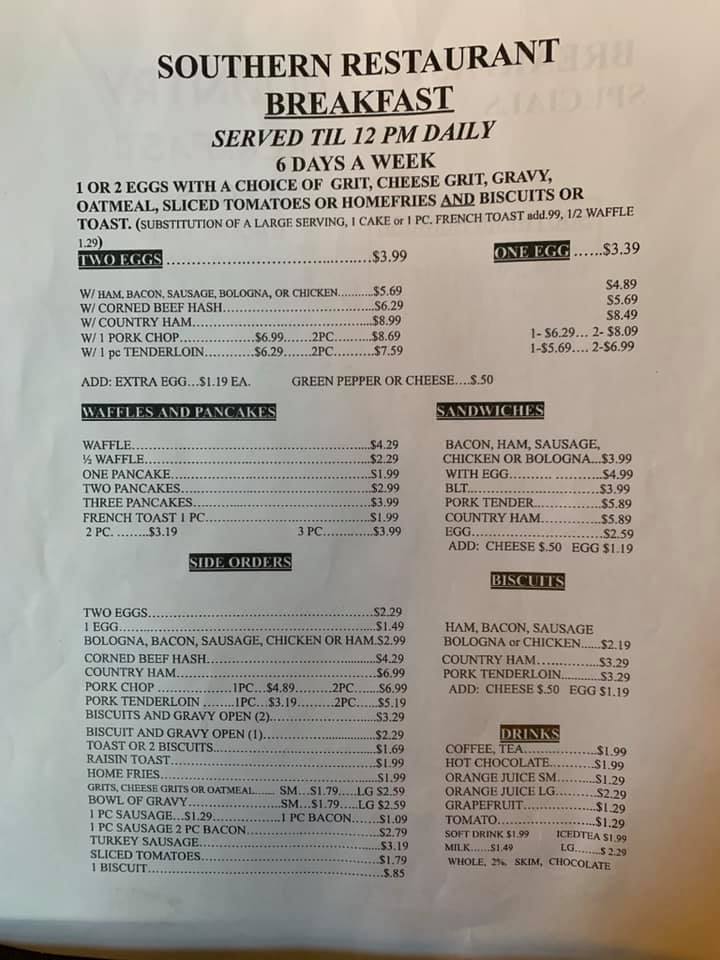 SOUTHERN RESTAURANT
BREAKFAST
SERVED TIL 12 PM DAILY
6 DAYS A WEEK
1 OR 2 EGGS WITH A CHOICE OF GRIT, CHEESE GRIT, GRAVY,
OATMEAL, SLICED TOMATOES OR HOMEFRIES AND BISCUITS OR
TOAST. (SUBSTITUTION OF A LARGE SERVING, 1 CAKE or 1 PC. FRENCH TOAST add.99, 1/2 WAFFLE
1.29)
TWO EGGS.......................................$3.99
W/ HAM, BACON, SAUSAGE, BOLOGNA, OR CHICKEN..........$5.69
W/ CORNED BEEF HASH.................................$6.29
W/ COUNTRY HAM.......................................$8.99
W/ 1 PORK CHOP...............$6.99.......2PC.........$8.69
W/ 1 pc TENDERLOIN...........$6.29.......2PC.........$7.59
ONE EGG......$3.39
$4.89
$5.69
$8.49
1- $6.29... 2- $8.09
1-$5.69.... 2-$6.99
ADD: EXTRA EGG...$1.19 EA. GREEN PEPPER OR CHEESE....$.50
WAFFLES AND PANCAKES
WAFFLE..................................................$4.29
½ WAFFLE................................................$2.29
ONE PANCAKE.............................................$1.99
TWO PANCAKES............................................$2.99
THREE PANCAKES..........................................$3.99
FRENCH TOAST 1 PC.......................................$1.99
2 PC. ........$3.19 3 PC.............$3.99
SIDE ORDERS
TWO EGGS................................................$2.29
1 EGG...................................................$1.49
BOLOGNA, BACON, SAUSAGE, CHICKEN OR HAM.$2.99
CORNED BEEF HASH........................................$4.29
COUNTRY HAM.............................................$6.99
PORK CHOP ...............1PC...$4.89.........2PC.......$6.99
PORK TENDERLOIN .......1PC...$3.19.........2PC......$5.19
BISCUITS AND GRAVY OPEN (2).............................$3.29
BISCUIT AND GRAVY OPEN (1)..............................$2.29
TOAST OR 2 BISCUITS.....................................$1.69
RAISIN TOAST............................................$1.99
HOME FRIES..............................................$1.99
GRITS, CHEESE GRITS OR OATMEAL....... SM...$1.79.....LG $2.59
BOWL OF GRAVY.......................SM...$1.79.....LG $2.59
1 PC SAUSAGE...$1.29................1 PC BACON.......$1.09
1 PC SAUSAGE 2 PC BACON.................................$2.79
TURKEY SAUSAGE..........................................$3.19
SLICED TOMATOES.........................................$1.79
1 BISCUIT...............................................$.85
SANDWICHES
BACON, HAM, SAUSAGE,
CHICKEN OR BOLOGNA...$3.99
WITH EGG.......... ...........$4.99
BLT............................$3.99
PORK TENDER................$5.89
COUNTRY HAM..............$5.89
EGG............................$2.59
ADD: CHEESE $.50 EGG $1.19
BISCUITS
HAM, BACON, SAUSAGE
BOLOGNA or CHICKEN......$2.19
COUNTRY HAM...............$3.29
PORK TENDERLOIN...........$3.29
ADD: CHEESE $.50 EGG $1.19
DRINKS
COFFEE, TEA.................$1.99
HOT CHOCOLATE...........$1.99
ORANGE JUICE SM.........$1.29
ORANGE JUICE LG..........$2.29
GRAPEFRUIT.................$1.29
TOMATO......................$1.29
SOFT DRINK $1.99 ICEDTEA $1.99
MILK......$1.49 LG........$ 2.29
WHOLE, 2%, SKIM, CHOCOLATE